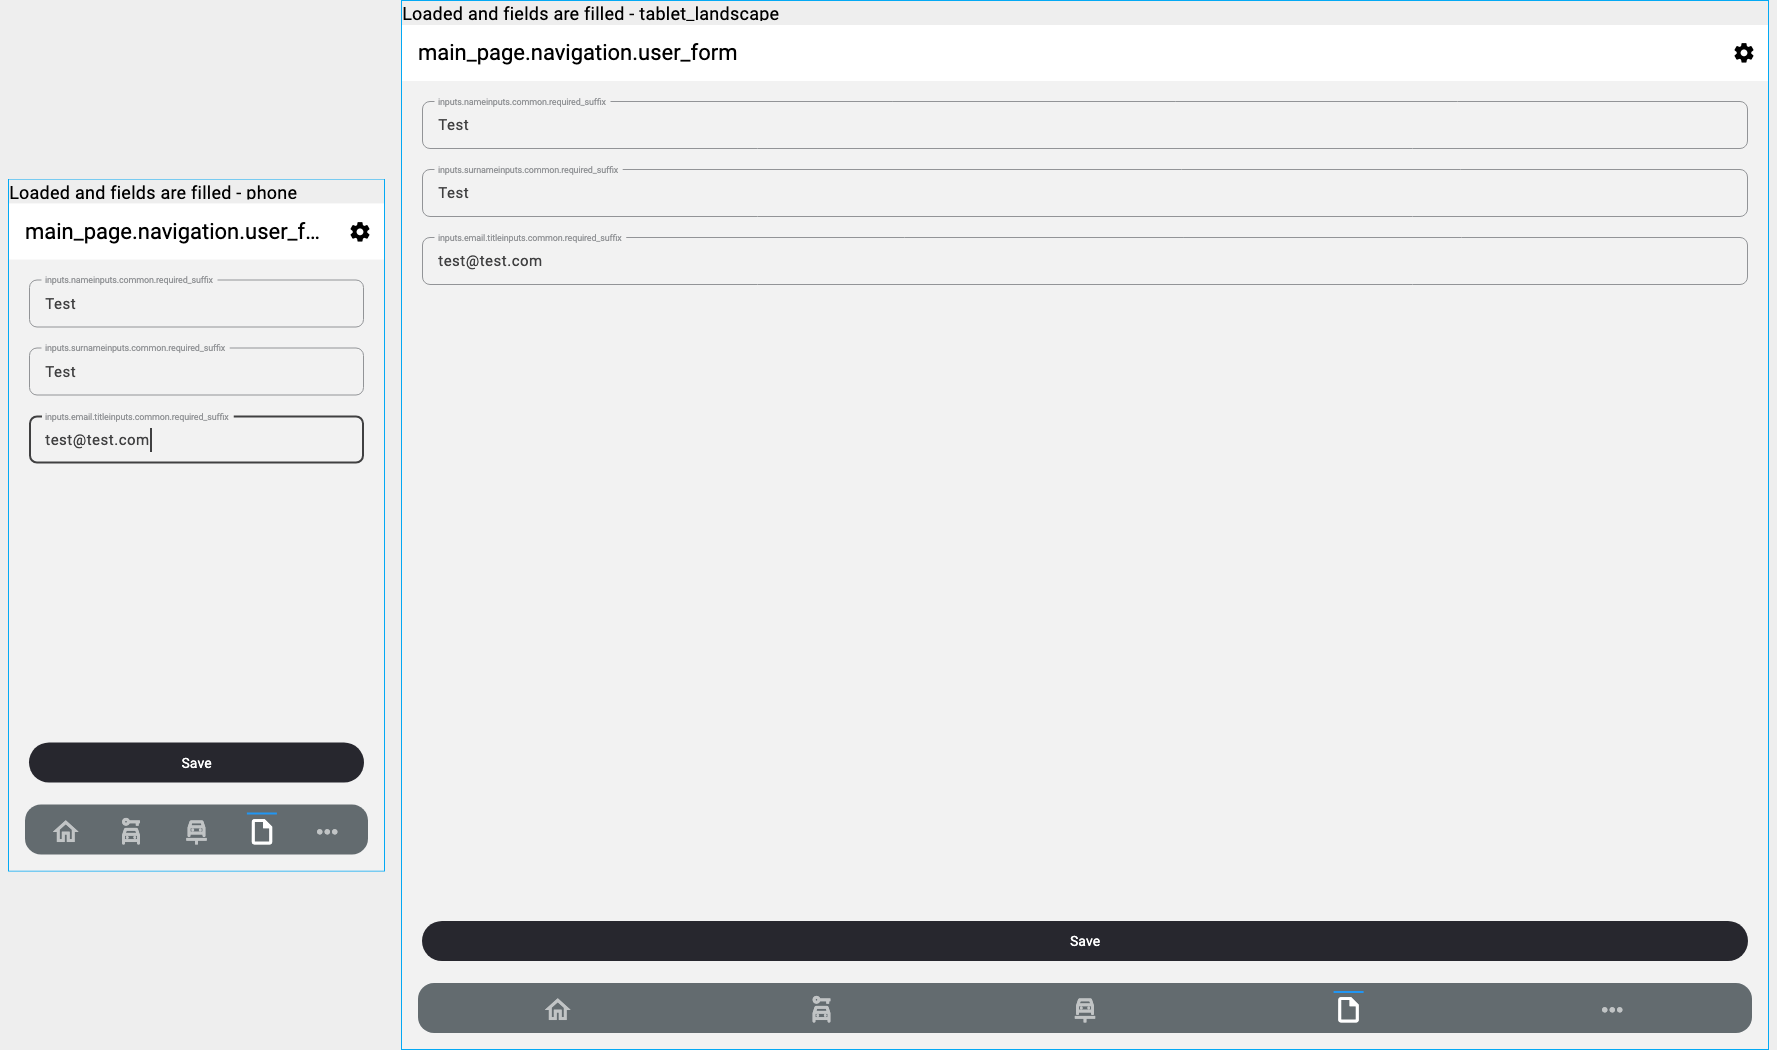 Loaded and fields are filled - phone
main_page.navigation.user_f...
inputs.nameinputs.common.required_suffix
Test
inputs.surnameinputs.common.required_suffix
Test
inputs.email.titleinputs.common.required_suffix
test@test.com
Save
Loaded and fields are filled - tablet_landscape
main_page.navigation.user_form
inputs.nameinputs.common.required_suffix
Test
inputs.surnameinputs.common.required_suffix
Test
inputs.email.titleinputs.common.required_suffix
test@test.com
Save